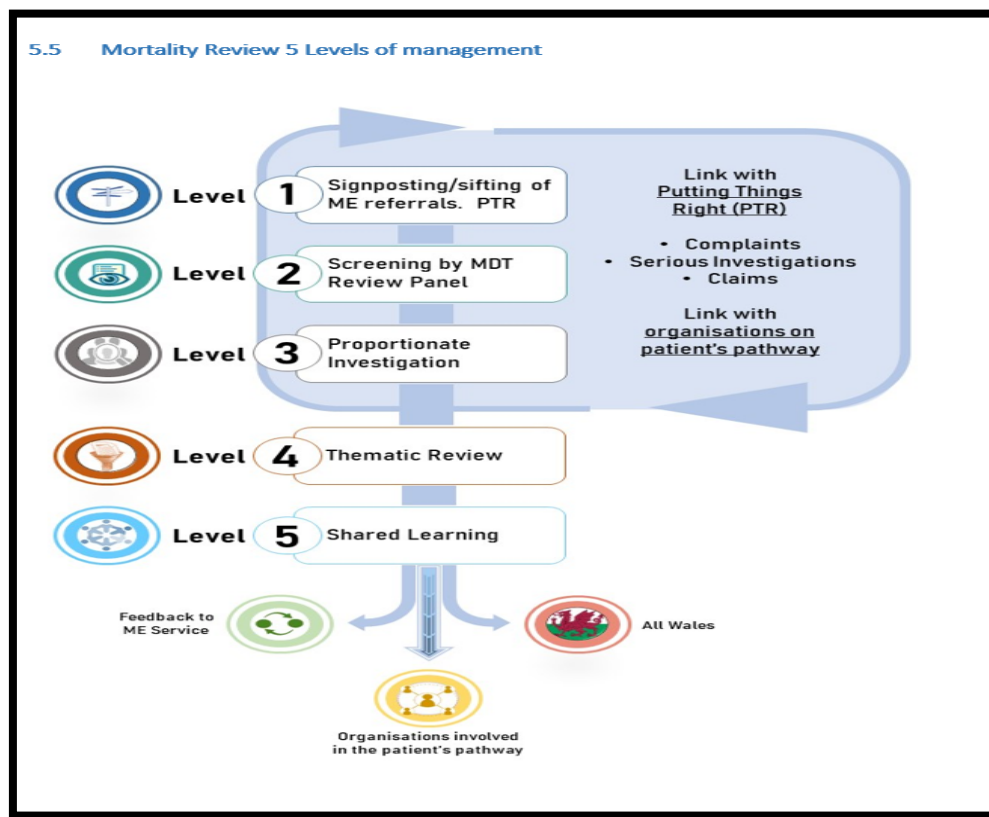 5.5 Mortality Review 5 Levels of management
Level 1 Signposting/sifting of
ME referrals. PTR
Level 2 Screening by MDT
Review Panel
Level 3 Proportionate
Investigation
Link with
Putting Things
Right (PTR)
• Complaints
• Serious Investigations
• Claims
Link with
organisations on
patient's pathway
Level 4 Thematic Review
Level 5 Shared Learning
Feedback to
ME Service
All Wales
Organisations involved
in the patient's pathway